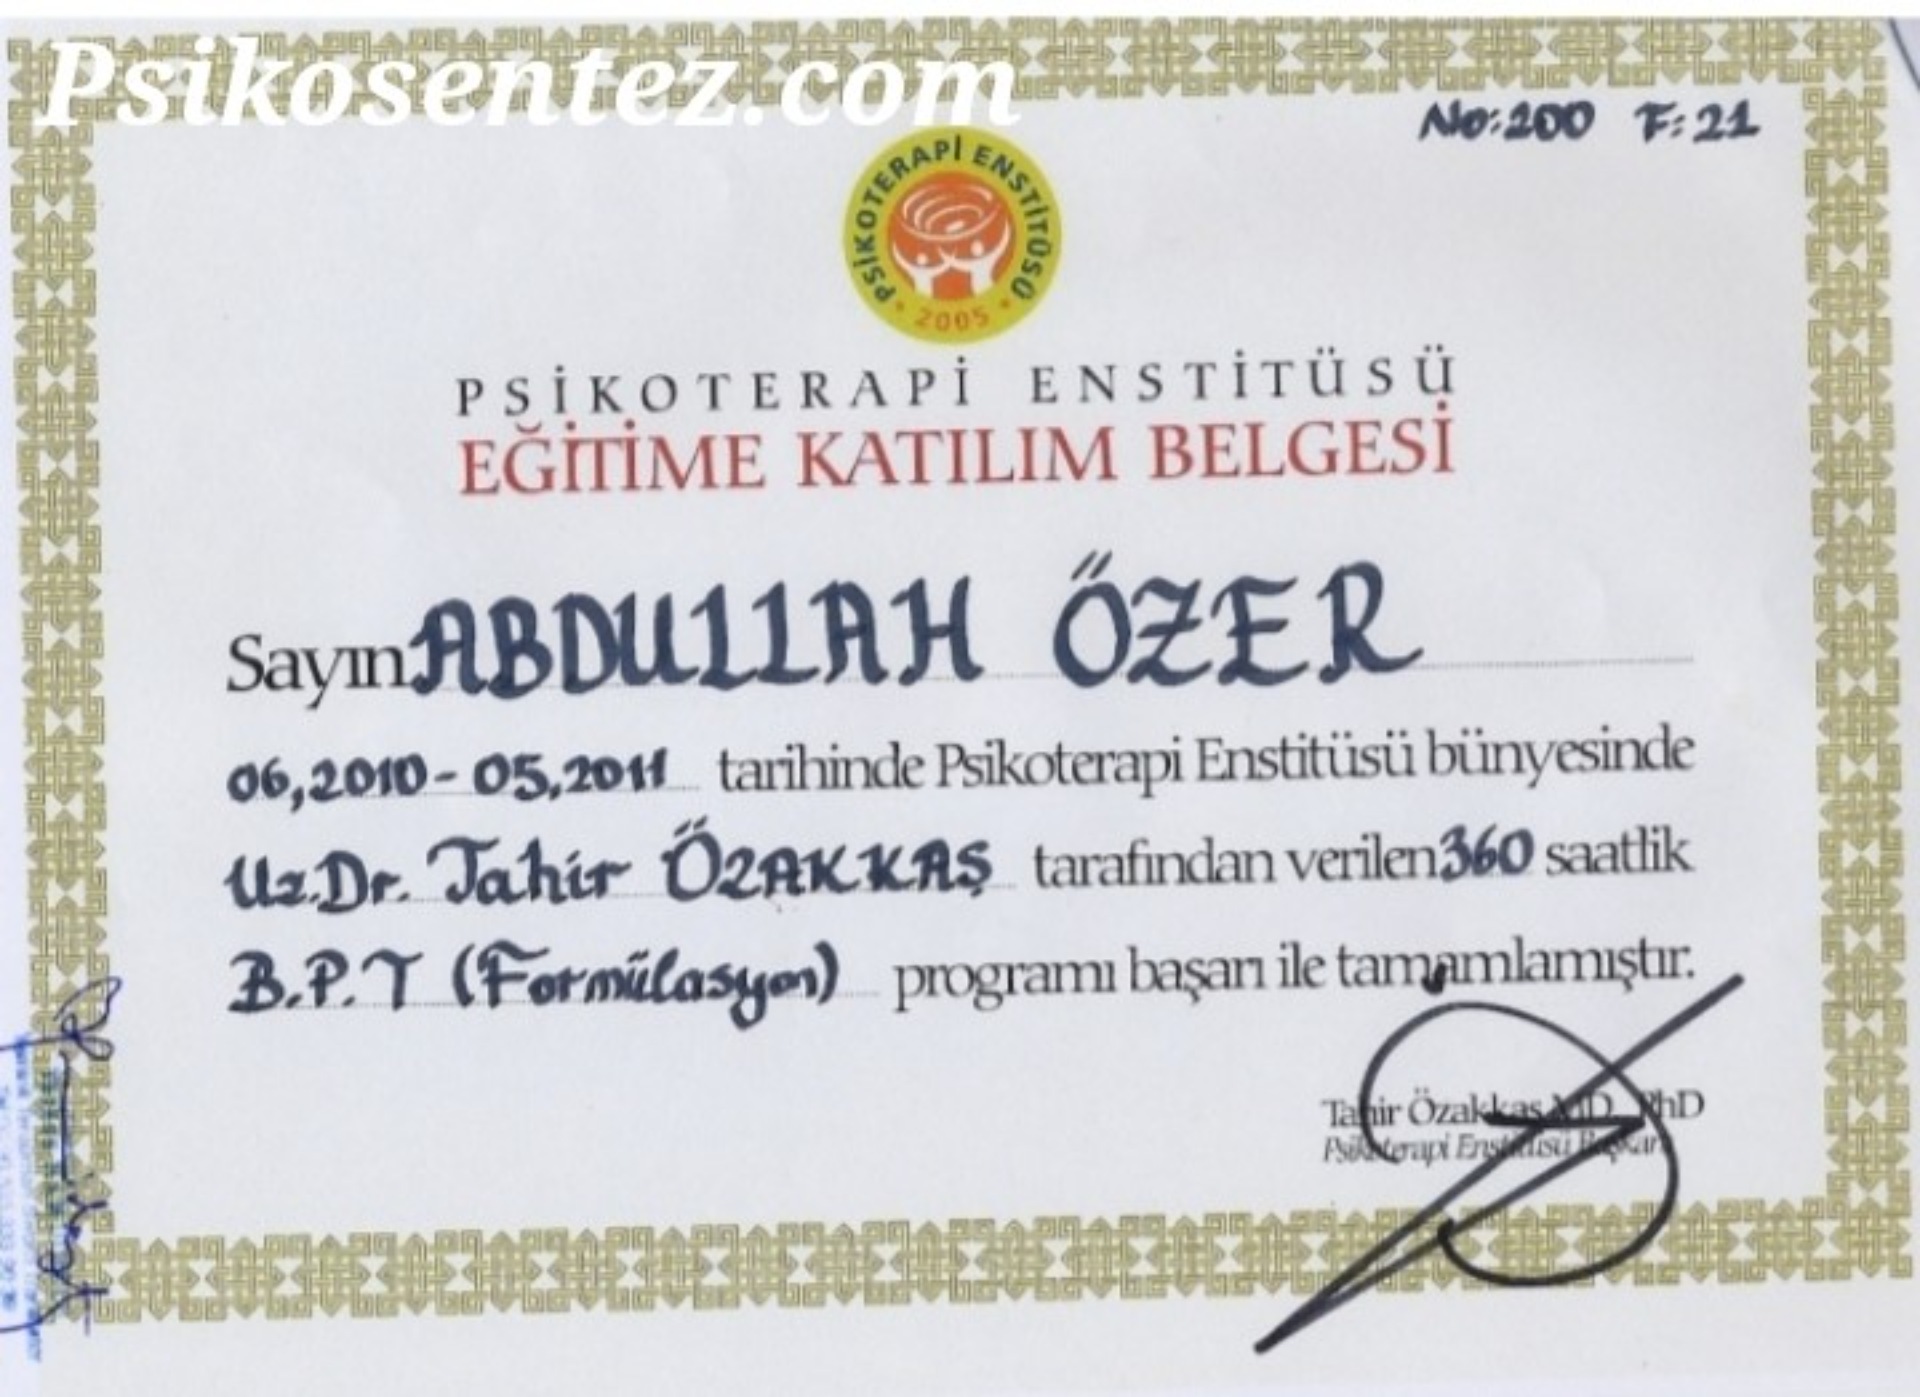 Psikosentez.com
No:200 F:21
PSİKOTERAPİ ENSTİTÜSÜ
2005
PSİKOTERAPİ ENSTİTÜSÜ
EĞİTİME KATILIM BELGESİ
Sayın ABDULLAH ÖZER
06,2010-05,2011 tarihinde Psikoterapi Enstitüsü bünyesinde
Uz.Dr. Tahir ÖZAKKAŞ tarafından verilen 360 saatlik
B.P.T (Formülasyon) programı başarı ile tamamlamıştır.
Tahir Özakkaş MD. PhD
Psikoterapi Enstitüsü Başkanı